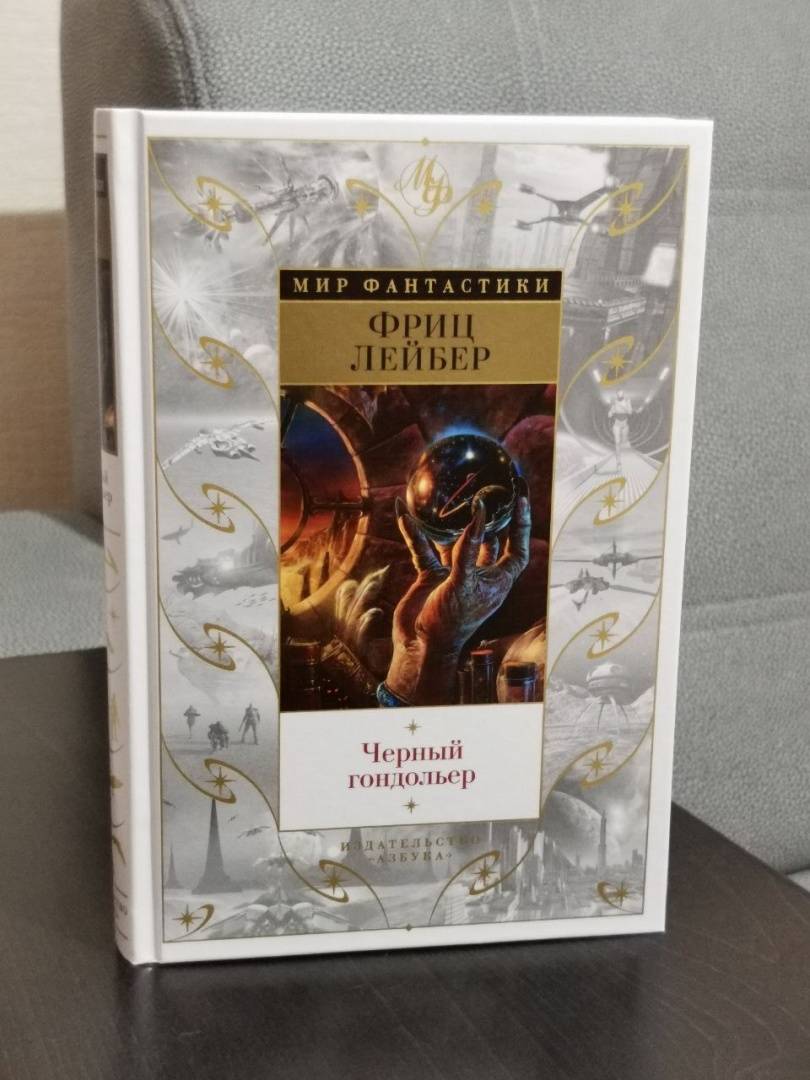 МФ
МИР ФАНТАСТИКИ
ФРИЦ
ЛЕЙБЕР
Черный
гондольер
ИЗДАТЕЛЬСТВО
«АЗБУКА»